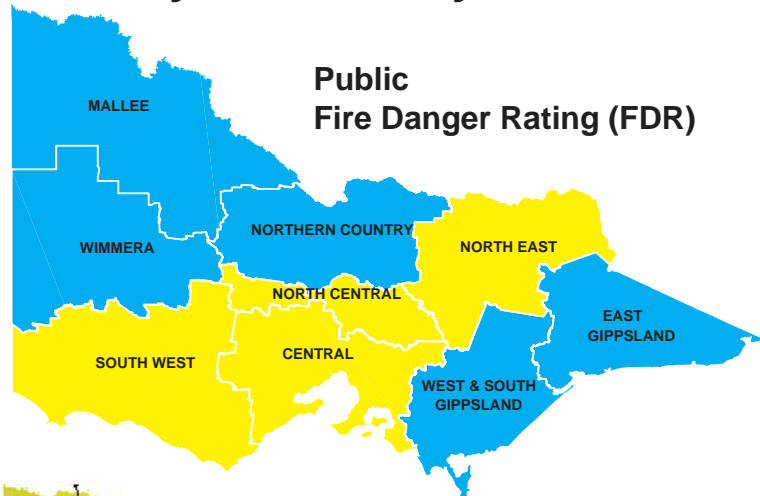 Public
Fire Danger Rating (FDR)
MALLEE
WIMMERA
NORTHERN COUNTRY
NORTH EAST
NORTH CENTRAL
EAST
GIPPSLAND
SOUTH WEST
CENTRAL
WEST & SOUTH
GIPPSLAND